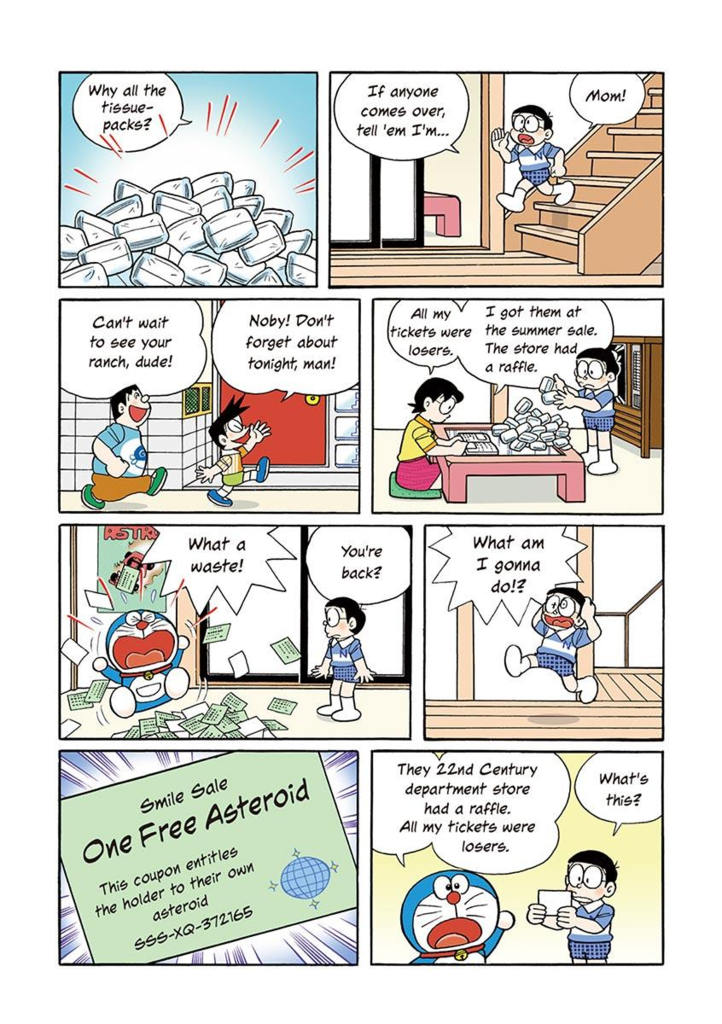 Mom!
If anyone
comes over,
tell 'em I'm...
Why all the
tissue-
packs?
I got them at
the summer sale.
The store had
a raffle.
All my
tickets were
losers.
Noby! Don't
forget about
tonight, man!
Can't wait
to see your
ranch, dude!
What am
I gonna
do!?
You're
back?
What a
waste!
ASTR
What's
this?
They 22nd Century
department store
had a raffle.
All my tickets were
losers.
Smile Sale
One Free Asteroid
This coupon entitles
the holder to their own
asteroid
SSS-XQ-372165